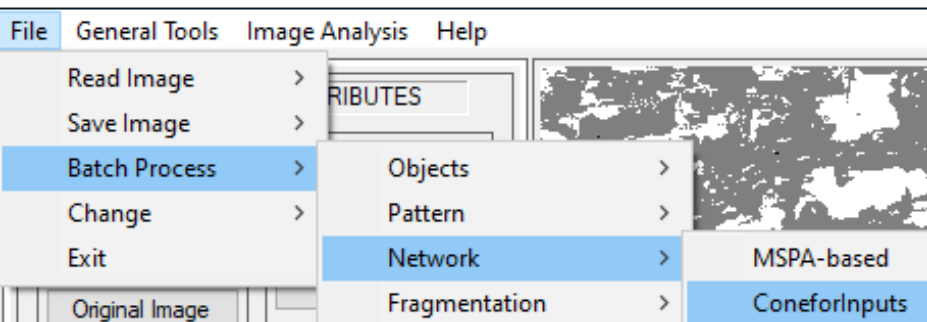 File General Tools Image Analysis Help
Read Image
Save Image
Batch Process
Change
Exit
RIBUTES
Original Image
Objects
Pattern
Network
Fragmentation
MSPA-based
ConeforInputs